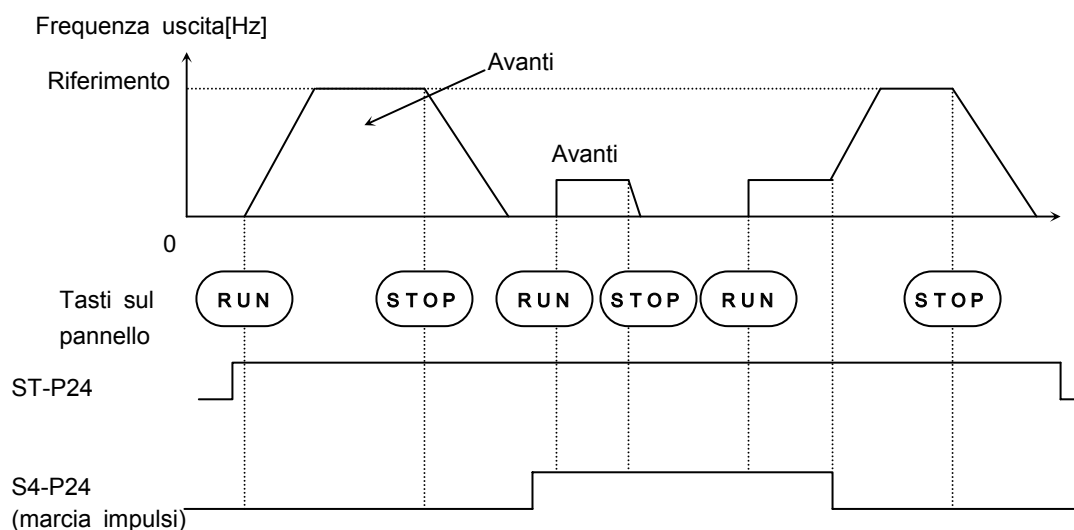 Frequenza uscita[Hz]
Avanti
Riferimento
Avanti
0
Tasti sul
pannello
RUN
STOP
RUN
STOP
RUN
STOP
ST-P24
S4-P24
(marcia impulsi)